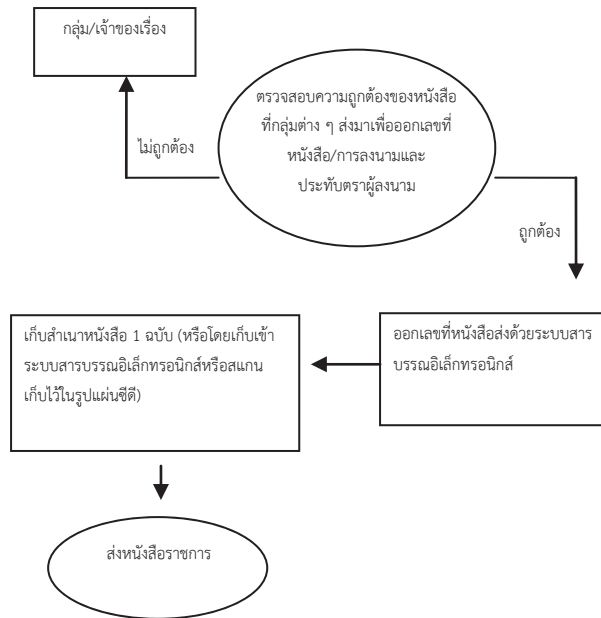 กลุ่ม/เจ้าของเรื่อง
ตรวจสอบความถูกต้องของหนังสือ
ที่กลุ่มต่าง ๆ ส่งมาเพื่อออกเลขที่
หนังสือ/การลงนามและ
ประทับตราผู้ลงนาม
ไม่ถูกต้อง
ถูกต้อง
ออกเลขที่หนังสือส่งด้วยระบบสาร
บรรณอิเล็กทรอนิกส์
เก็บสำเนาหนังสือ 1 ฉบับ (หรือโดยเก็บเข้า
ระบบสารบรรณอิเล็กทรอนิกส์หรือสแกน
เก็บไว้ในรูปแผ่นซีดี)
ส่งหนังสือราชการ